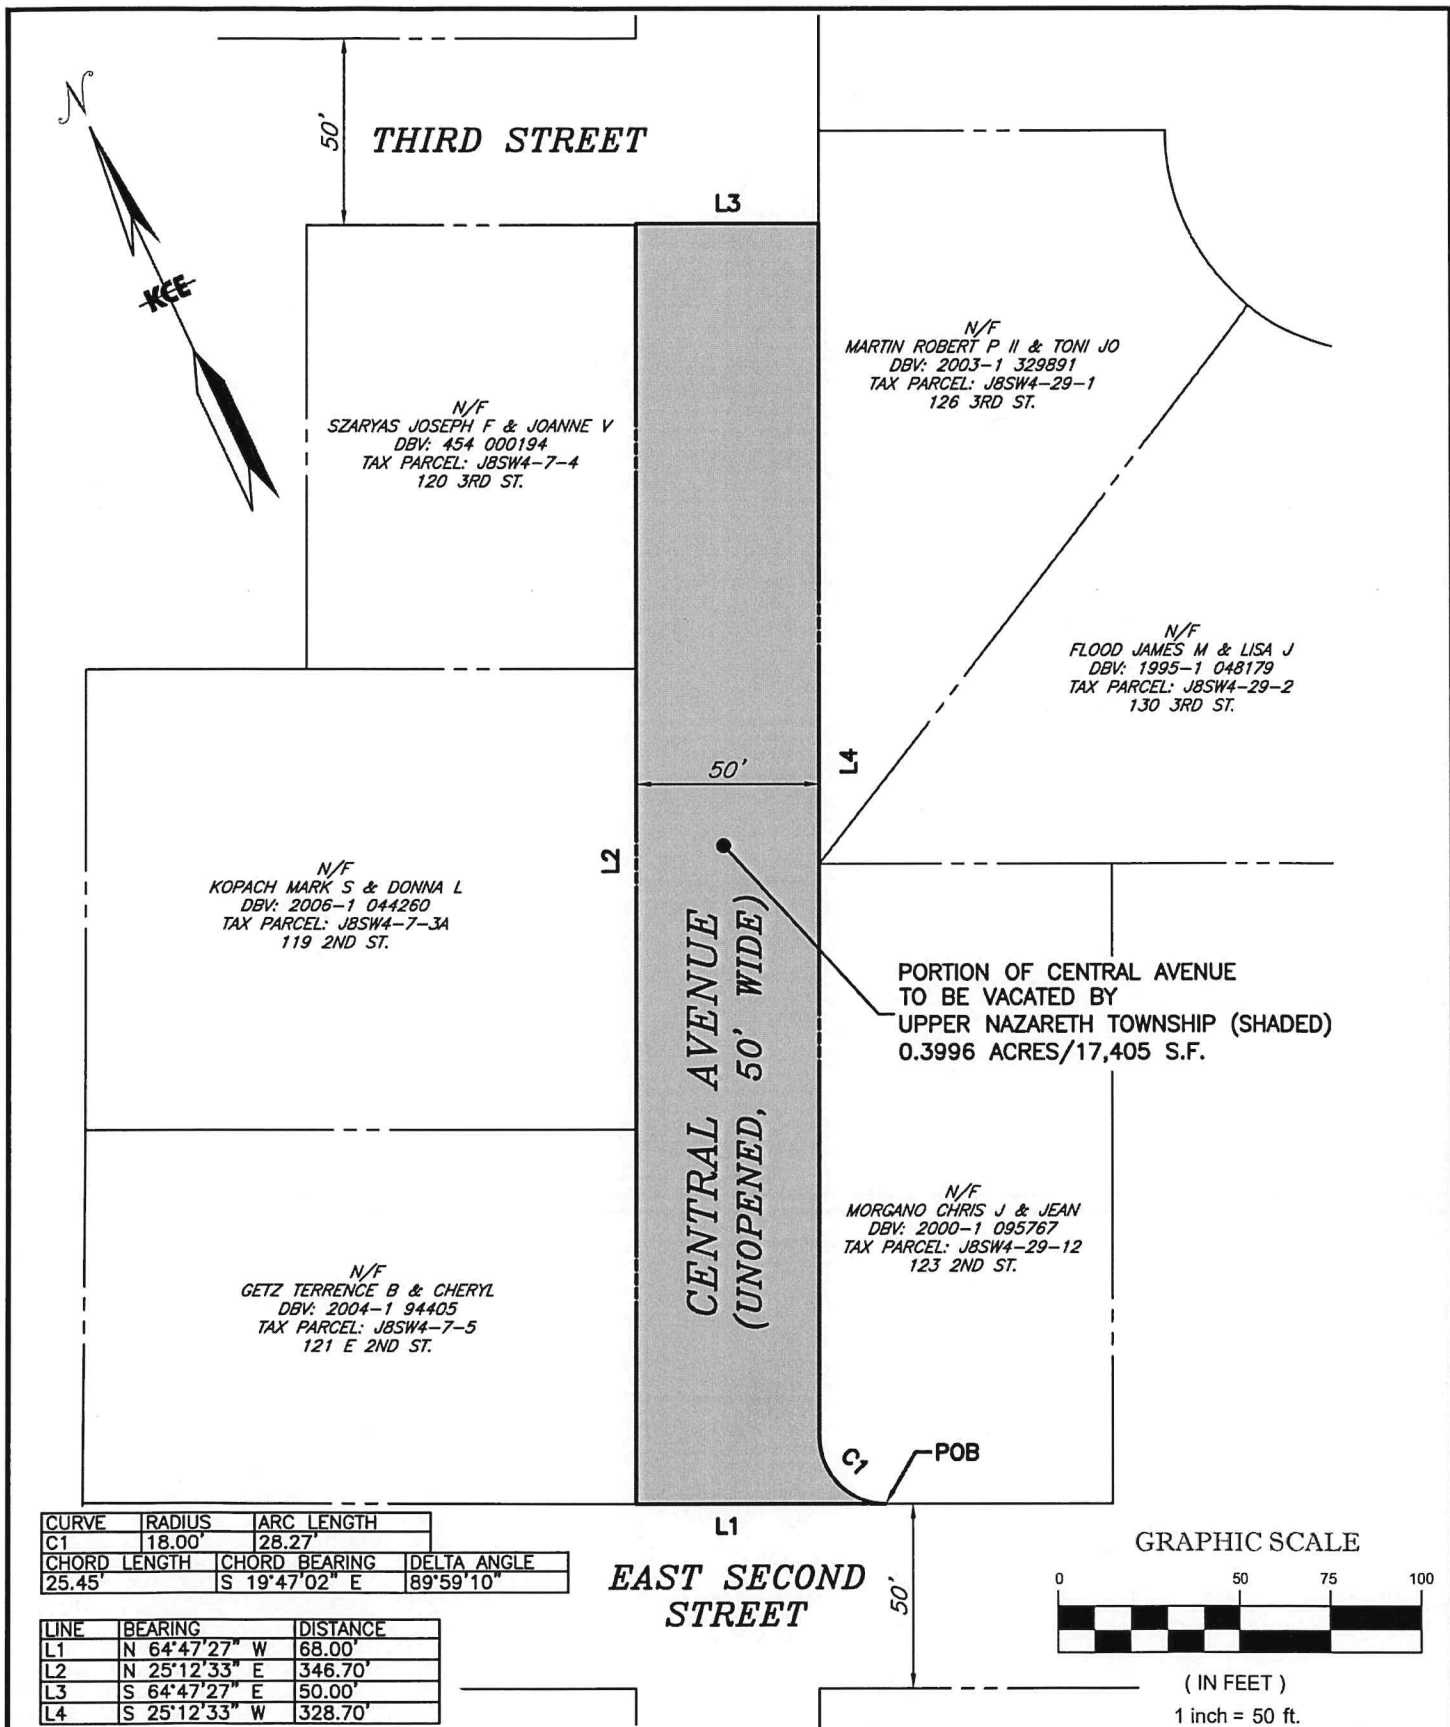 N
50'
THIRD STREET
L3
KCE
N/F
MARTIN ROBERT P II & TONI JO
DBV: 2003-1 329891
TAX PARCEL: J8SW4-29-1
126 3RD ST.
N/F
SZARYAS JOSEPH F & JOANNE V
DBV: 454 000194
TAX PARCEL: J8SW4-7-4
120 3RD ST.
N/F
FLOOD JAMES M & LISA J
DBV: 1995-1 048179
TAX PARCEL: J8SW4-29-2
130 3RD ST.
50'
L4
L2
N/F
KOPACH MARK S & DONNA L
DBV: 2006-1 044260
TAX PARCEL: J8SW4-7-3A
119 2ND ST.
CENTRAL AVENUE
(UNOPENED, 50' WIDE)
PORTION OF CENTRAL AVENUE
TO BE VACATED BY
UPPER NAZARETH TOWNSHIP (SHADED)
0.3996 ACRES/17,405 S.F.
N/F
MORGANO CHRIS J & JEAN
DBV: 2000-1 095767
TAX PARCEL: J8SW4-29-12
123 2ND ST.
N/F
GETZ TERRENCE B & CHERYL
DBV: 2004-1 94405
TAX PARCEL: J8SW4-7-5
121 E 2ND ST.
C1
POB
L1
EAST SECOND
STREET
50'
CURVE RADIUS ARC LENGTH
C1 18.00' 28.27'
CHORD LENGTH CHORD BEARING DELTA ANGLE
25.45' S 19°47'02" E 89°59'10"
LINE BEARING DISTANCE
L1 N 64°47'27" W 68.00'
L2 N 25°12'33" E 346.70'
L3 S 64°47'27" E 50.00'
L4 S 25°12'33" W 328.70'
GRAPHIC SCALE
0 50 75 100
( IN FEET )
1 inch = 50 ft.